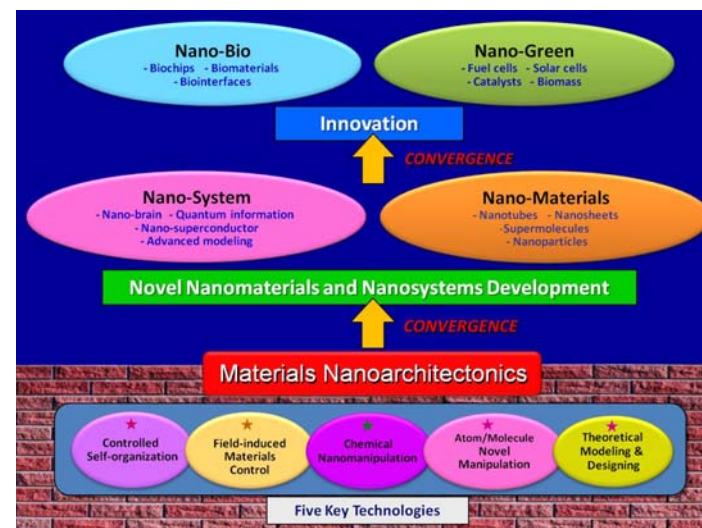 Nano-Bio
- Biochips - Biomaterials
- Biointerfaces
Nano-Green
- Fuel cells - Solar cells
- Catalysts - Biomass
Innovation
CONVERGENCE
Nano-System
- Nano-brain - Quantum information
- Nano-superconductor
- Advanced modeling
Nano-Materials
- Nanotubes - Nanosheets
-Supermolecules
- Nanoparticles
Novel Nanomaterials and Nanosystems Development
CONVERGENCE
Materials Nanoarchitectonics
Controlled
Self-organization
Field-induced
Materials
Control
Chemical
Nanomanipulation
Atom/Molecule
Novel
Manipulation
Theoretical
Modeling &
Designing
Five Key Technologies